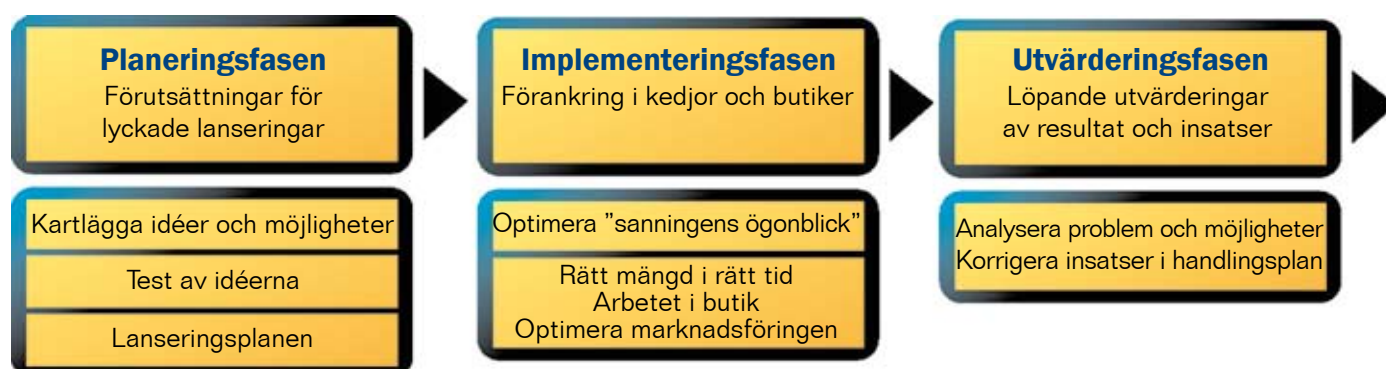 Planeringsfasen
Förutsättningar för
lyckade lanseringar
Kartlägga idéer och möjligheter
Test av idéerna
Lanseringsplanen
Implementeringsfasen
Förankring i kedjor och butiker
Optimera ”sanningens ögonblick”
Rätt mängd i rätt tid
Arbetet i butik
Optimera marknadsföringen
Utvärderingsfasen
Löpande utvärderingar
av resultat och insatser
Analysera problem och möjligheter
Korrigera insatser i handlingsplan